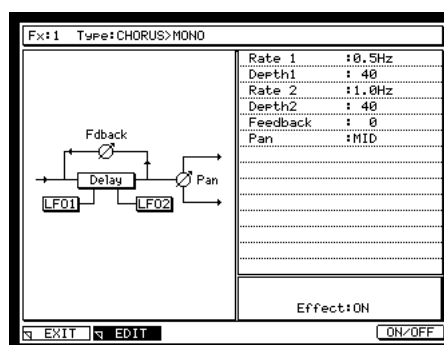 Fx:1 Type:CHORUS>MONO
Rate 1 :0.5Hz
Depth1 : 40
Rate 2 :1.0Hz
Depth2 : 40
Feedback : 0
Pan :MID
Fdback
Delay
Pan
LFO1
LFO2
Effect:ON
EXIT
EDIT
ON/OFF